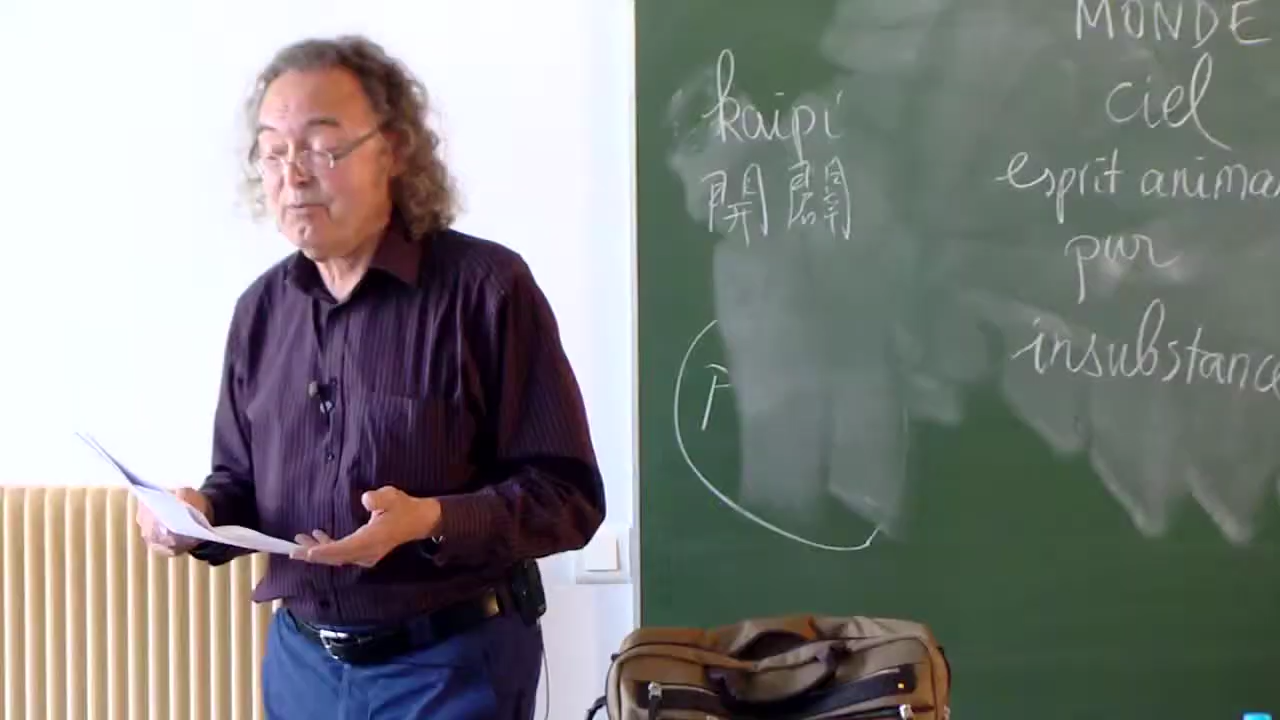 kaipi
開闢
MONDE
ciel
esprit anima
pur
insubstance